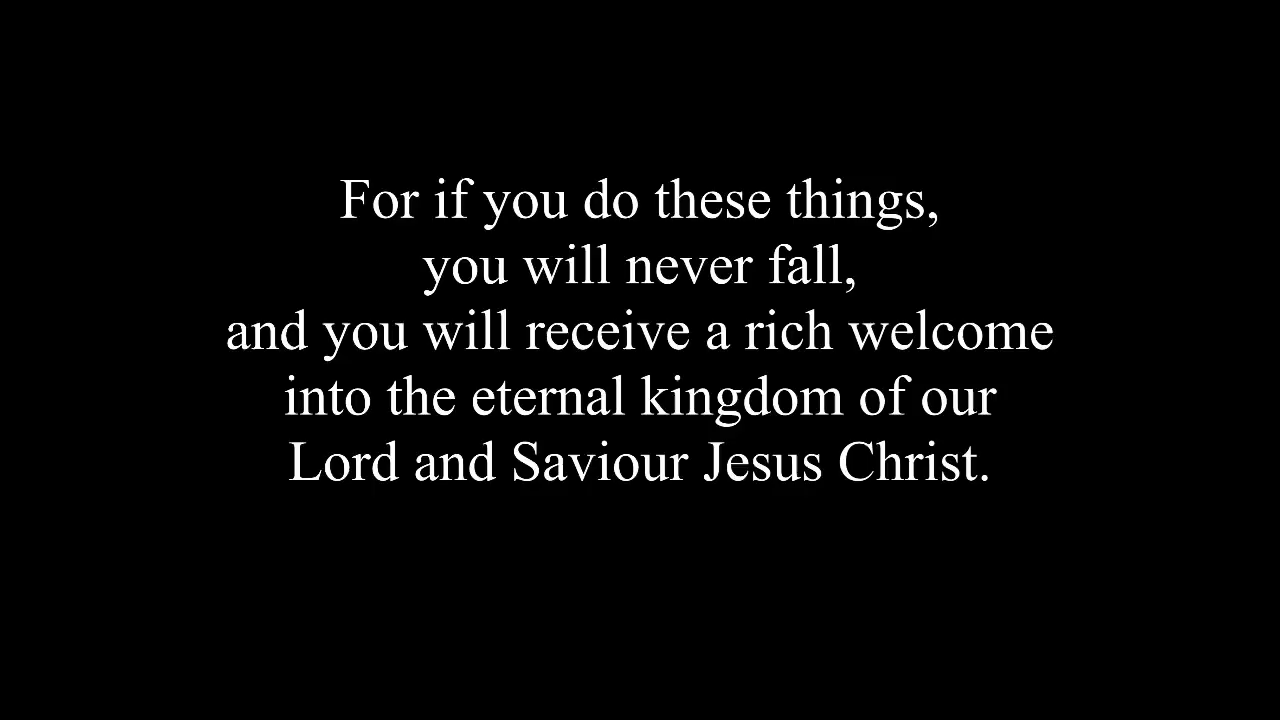 For if you do these things,
you will never fall,
and you will receive a rich welcome
into the eternal kingdom of our
Lord and Saviour Jesus Christ.